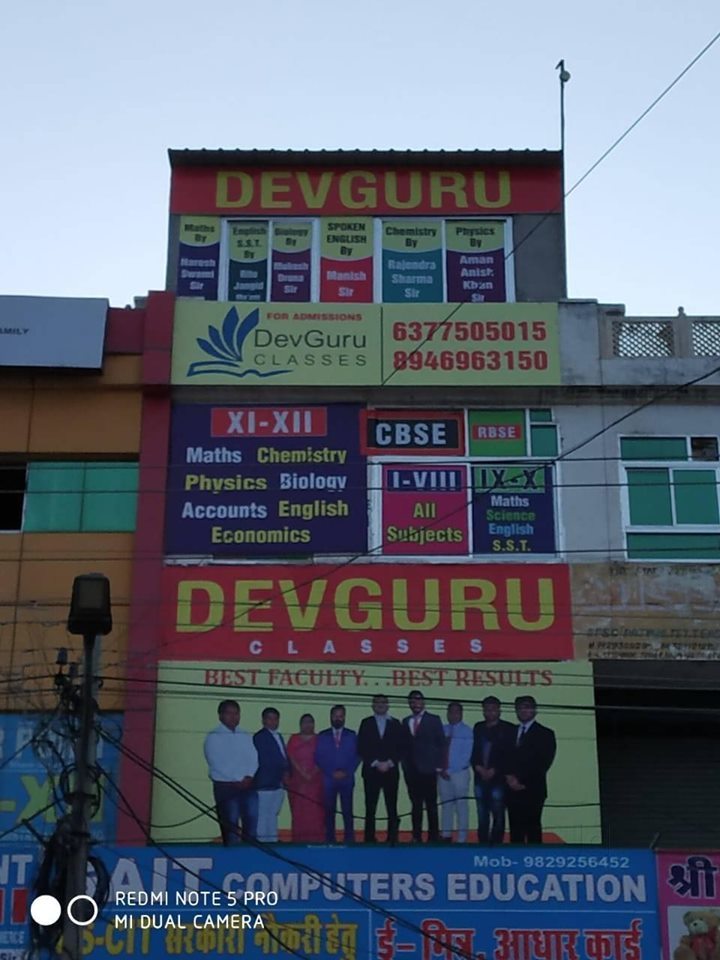 DEVGURU
Maths
By
Naresh
Swami
Sir
English
S.S.T.
By
Ritu
Jangid
Biology
By
Mukesh
Sir
SPOKEN
ENGLISH
By
Manish
Sir
Chemistry
By
Rajendra
Sharma
Sir
Physics
By
Aman
Anish
Khan
Sir
FOR ADMISSIONS
DevGuru
CLASSES
6377505015
8946963150
AMILY
XI-XII
Maths Chemistry
Physics Biology
Accounts English
Economics
CBSE
RBSE
I-VIII
All
Subjects
IX-X
Maths
Science
English
S.S.T.
DEVGURU
CLASSES
BEST FACULTY. . .BEST RESULTS
Mob- 9829256452
COMPUTERS EDUCATION
S-CIT सरकारी नौकरी हेतु
ई-मित्र, आधार कार्ड
श्री
REDMI NOTE 5 PRO
MI DUAL CAMERA